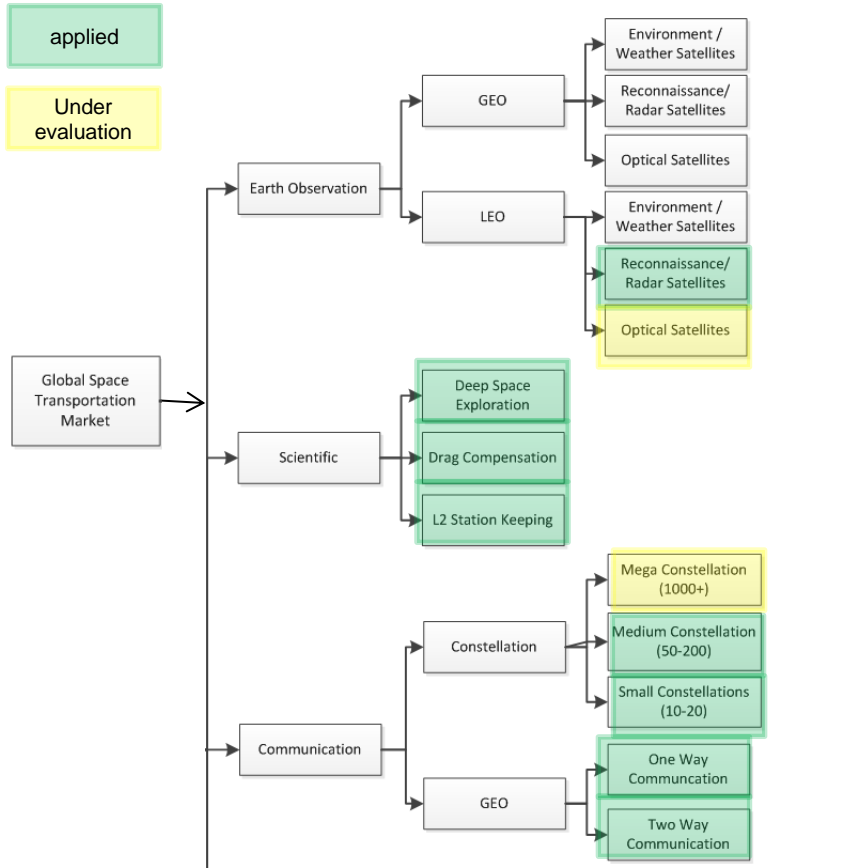 applied
Under
evaluation
Global Space
Transportation
Market
Earth Observation
GEO
Environment /
Weather Satellites
Reconnaissance/
Radar Satellites
Optical Satellites
LEO
Environment /
Weather Satellites
Reconnaissance/
Radar Satellites
Optical Satellites
Scientific
Deep Space
Exploration
Drag Compensation
L2 Station Keeping
Communication
Constellation
Mega Constellation
(1000+)
Medium Constellation
(50-200)
Small Constellations
(10-20)
GEO
One Way
Communcation
Two Way
Communication